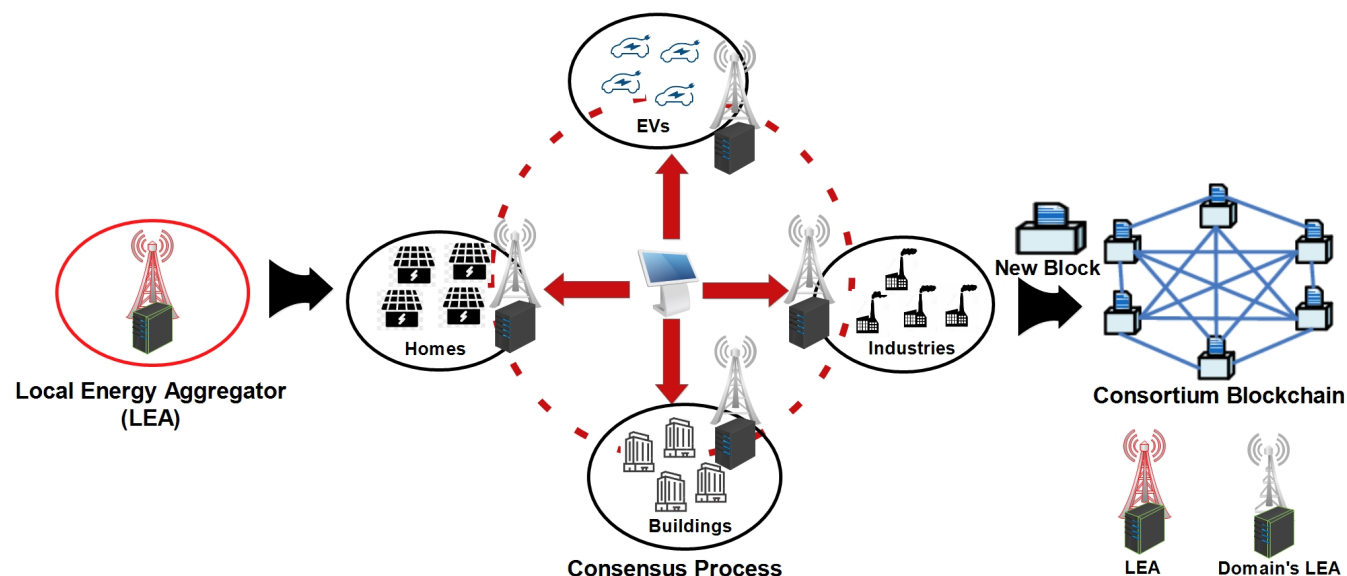 EVs
Homes
Industries
Buildings
Consensus Process
Local Energy Aggregator
(LEA)
New Block
Consortium Blockchain
LEA
Domain's LEA